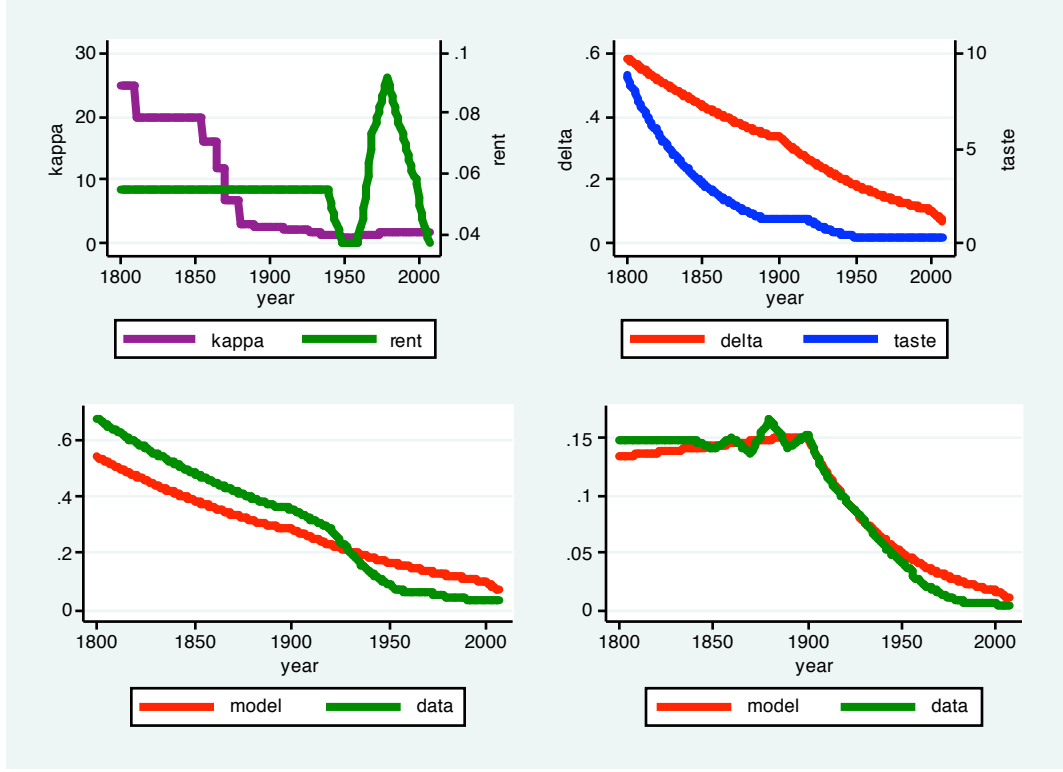 30
20
10
0
kappa
.1
.08
.06
.04
rent
1800 1850 1900 1950 2000
year
kappa rent
.6
.4
.2
0
delta
10
5
0
taste
1800 1850 1900 1950 2000
year
delta taste
.6
.4
.2
0
1800 1850 1900 1950 2000
year
model data
.15
.1
.05
0
1800 1850 1900 1950 2000
year
model data